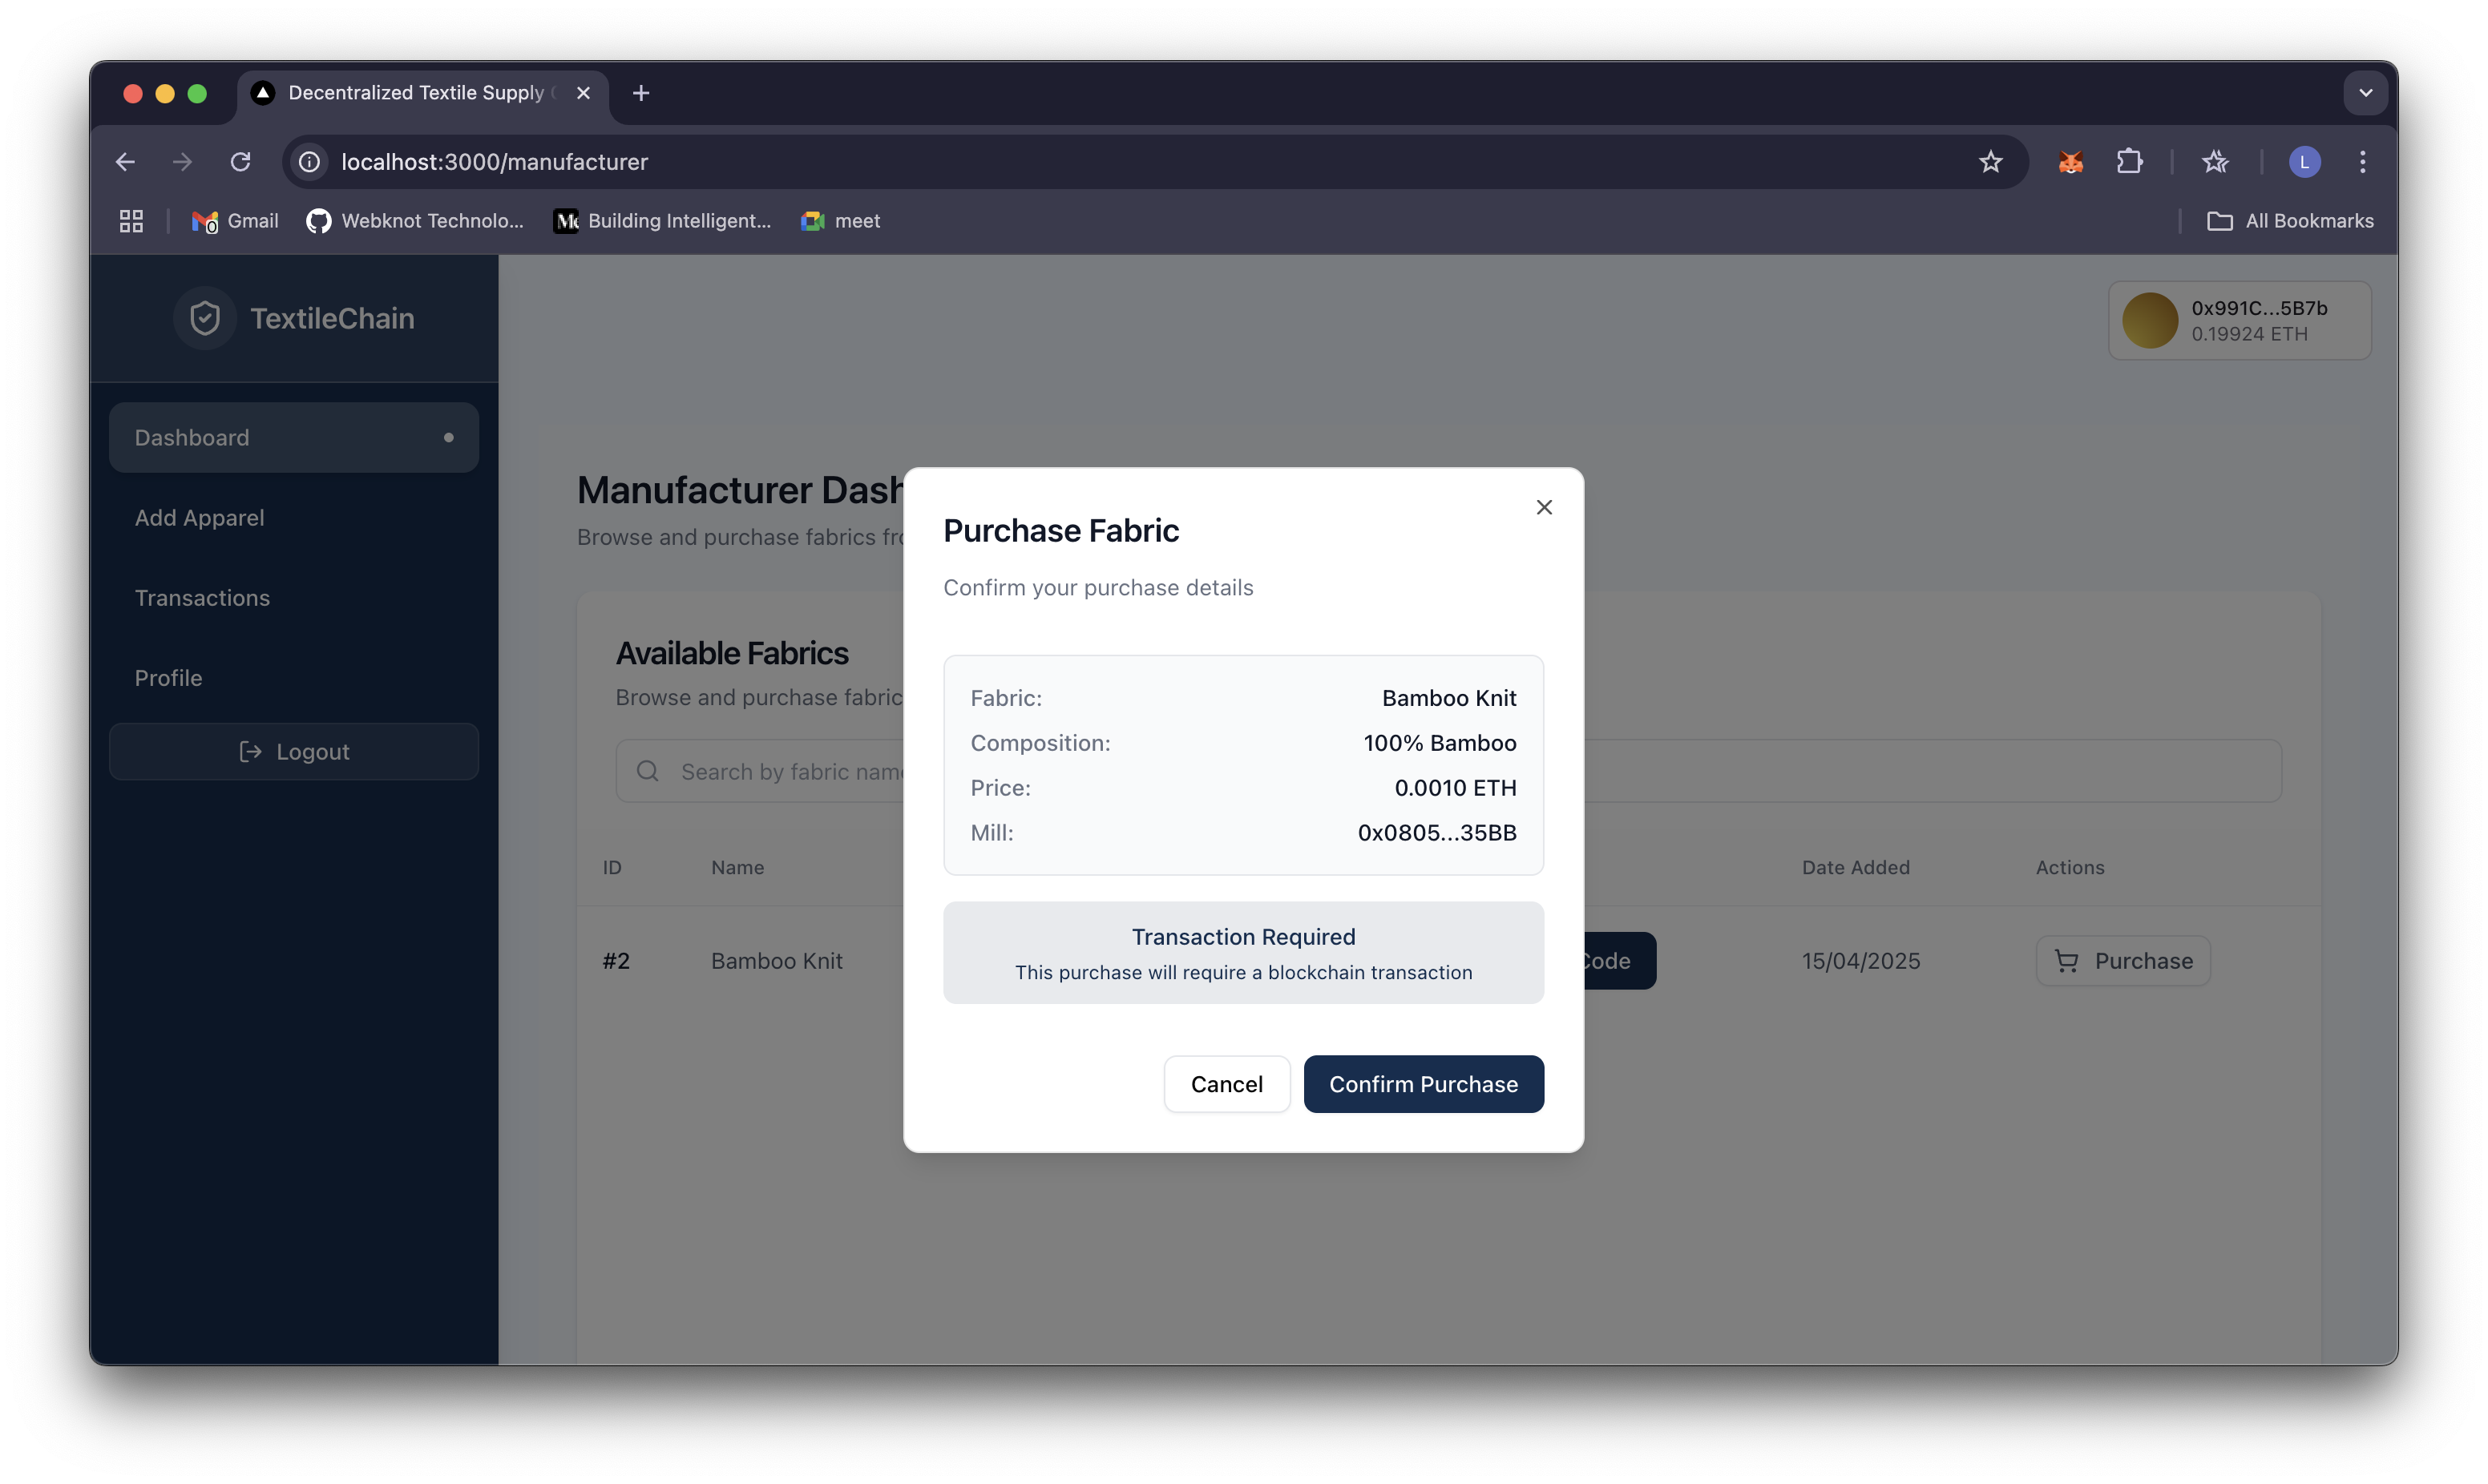 Decentralized Textile Supply
localhost:3000/manufacturer
L
Gmail
Webknot Technolo...
Building Intelligent...
meet
All Bookmarks
TextileChain
0x991C...5B7b
0.19924 ETH
Dashboard
Add Apparel
Transactions
Profile
Logout
Manufacturer Dash
Browse and purchase fabrics fro
Available Fabrics
Browse and purchase fabric
Search by fabric name
ID
Name
Date Added
Actions
#2
Bamboo Knit
Code
15/04/2025
Purchase
Purchase Fabric
Confirm your purchase details
Fabric:
Bamboo Knit
Composition:
100% Bamboo
Price:
0.0010 ETH
Mill:
0x0805...35BB
Transaction Required
This purchase will require a blockchain transaction
Cancel
Confirm Purchase